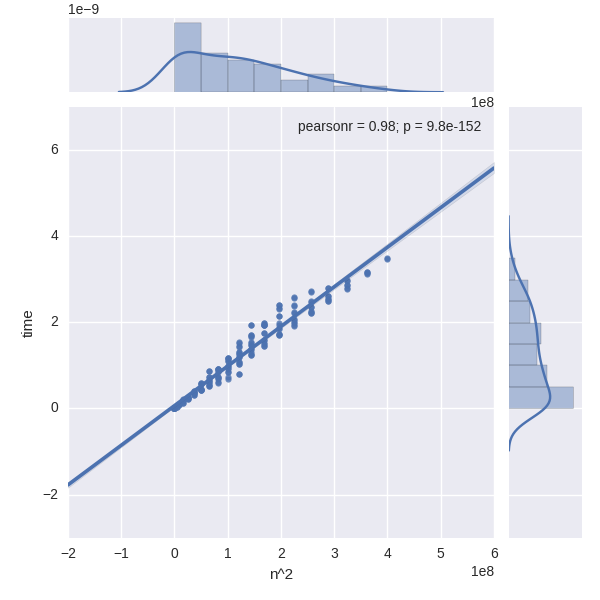 1e−9
1e8
pearsonr = 0.98; p = 9.8e-152
6
4
2
0
−2
time
−2 −1 0 1 2 3 4 5 6
n^2
1e8